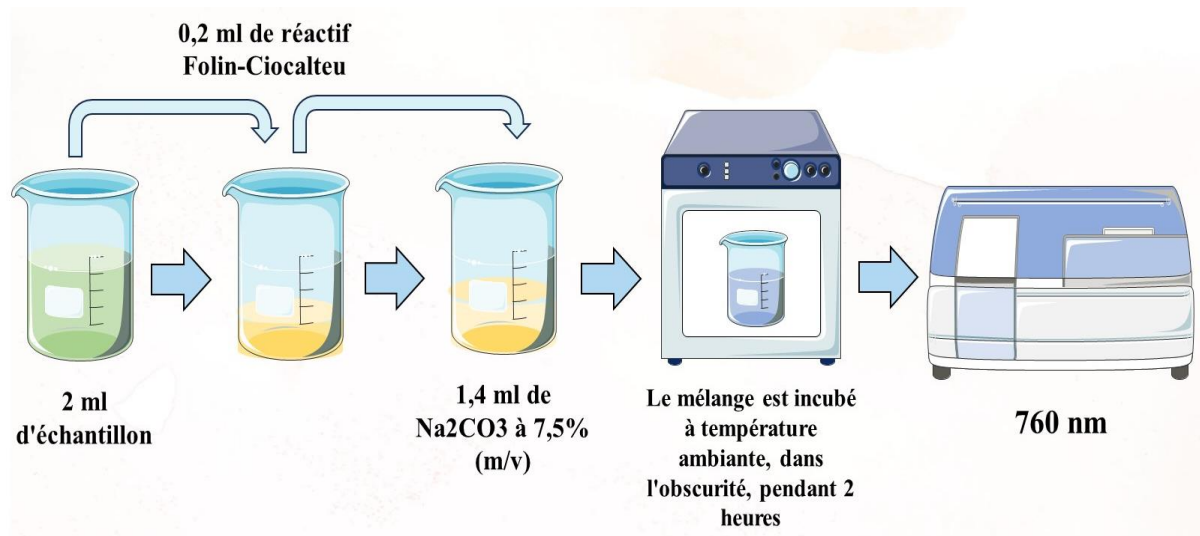 0,2 ml de réactif
Folin-Ciocalteu
2 ml
d'échantillon
1,4 ml de
Na2CO3 à 7,5%
(m/v)
Le mélange est incubé
à température
ambiante, dans
l'obscurité, pendant 2
heures
760 nm